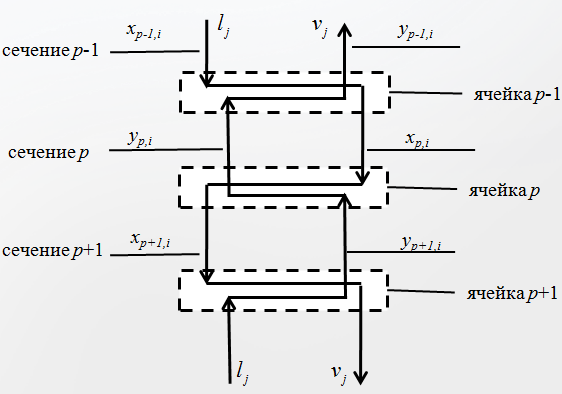 x_{p-1,i} l_j v_j y_{p-1,i}
сечение p-1
ячейка p-1
y_{p,i} x_{p,i}
сечение p
ячейка p
x_{p+1,i} y_{p+1,i}
сечение p+1
ячейка p+1
l_j v_j